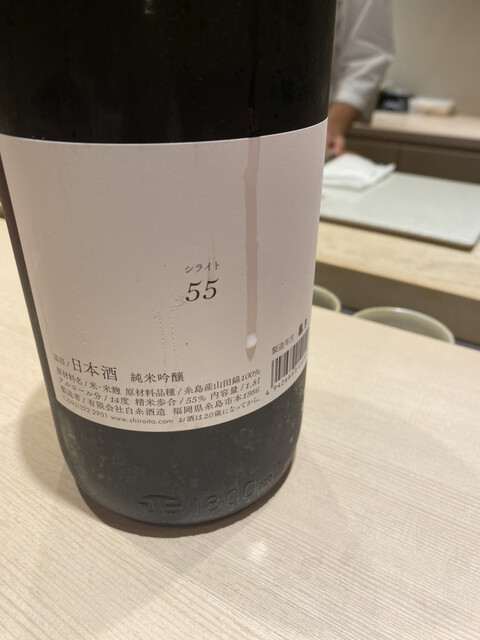 シライト
55
品目/日本酒 純米吟醸
原材料名/米・米麹 原材料品種/糸島産山田錦100%
アルコール分/14度 精米歩合/55% 内容量/1.8l
製造者/有限会社白糸酒造 福岡県糸島市本1986
2901 www.shiraito.com お酒は20歳になってから。
製造年月
1800